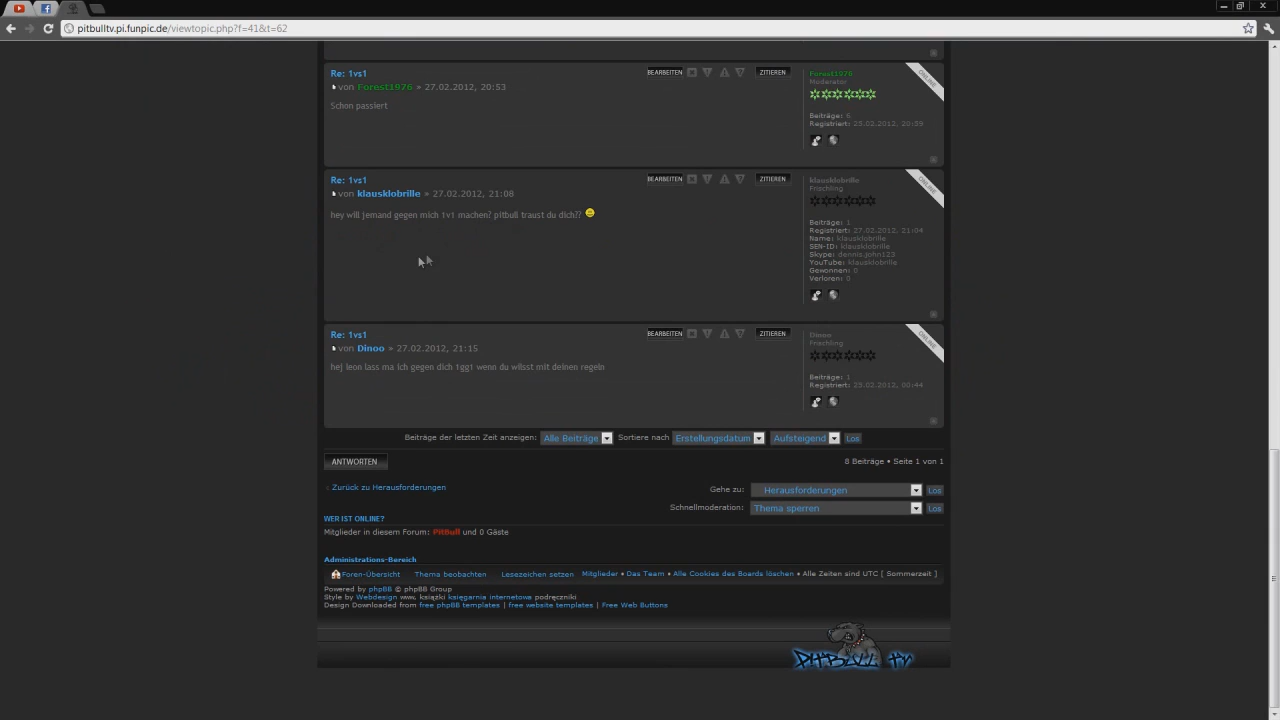 pitbulltv.pi.funpic.de/viewtopic.php?f=41&t=62
Re: 1vs1
BEARBEITEN
ZITIEREN
von Forest1976 » 27.02.2012, 20:53
Schon passiert
Forest1976
Moderator
Beiträge: 6
Registriert: 25.02.2012, 20:59
ONLINE
Re: 1vs1
BEARBEITEN
ZITIEREN
von klausklobrille » 27.02.2012, 21:08
hey will jemand gegen mich 1v1 machen? pitbull traust du dich??
klausklobrille
Frischling
Beiträge: 1
Registriert: 27.02.2012, 21:04
Name: klausklobrille
SEN-ID: klausklobrille
Skype: dennis.john123
YouTube: klausklobrille
Gewonnen: 0
Verloren: 0
ONLINE
Re: 1vs1
BEARBEITEN
ZITIEREN
von Dinoo » 27.02.2012, 21:15
hej leon lass ma ich gegen dich 1gg1 wenn du wilsst mit deinen regeln
Dinoo
Frischling
Beiträge: 1
Registriert: 25.02.2012, 00:44
ONLINE
Beiträge der letzten Zeit anzeigen: Alle Beiträge Sortiere nach Erstellungsdatum Aufsteigend Los
ANTWORTEN
8 Beiträge • Seite 1 von 1
Zurück zu Herausforderungen
Gehe zu: Herausforderungen Los
Schnellmoderation: Thema sperren Los
WER IST ONLINE?
Mitglieder in diesem Forum: PitBull und 0 Gäste
Administrations-Bereich
Foren-Übersicht Thema beobachten Lesezeichen setzen Mitglieder • Das Team • Alle Cookies des Boards löschen • Alle Zeiten sind UTC [ Sommerzeit ]
Powered by phpBB © phpBB Group
Style by Webdesign www, książki księgarnia internetowa podręczniki
Design Downloaded from free phpBB templates | free website templates | Free Web Buttons
PITBULL TV